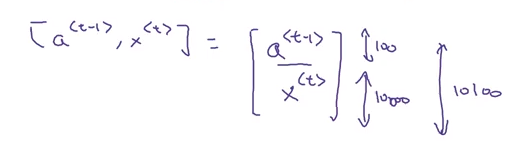 [a^{<t-1>}, x^{<t>}] = [a^{<t-1>} / x^{<t>}] ↕100 ↕10000 ↕10100